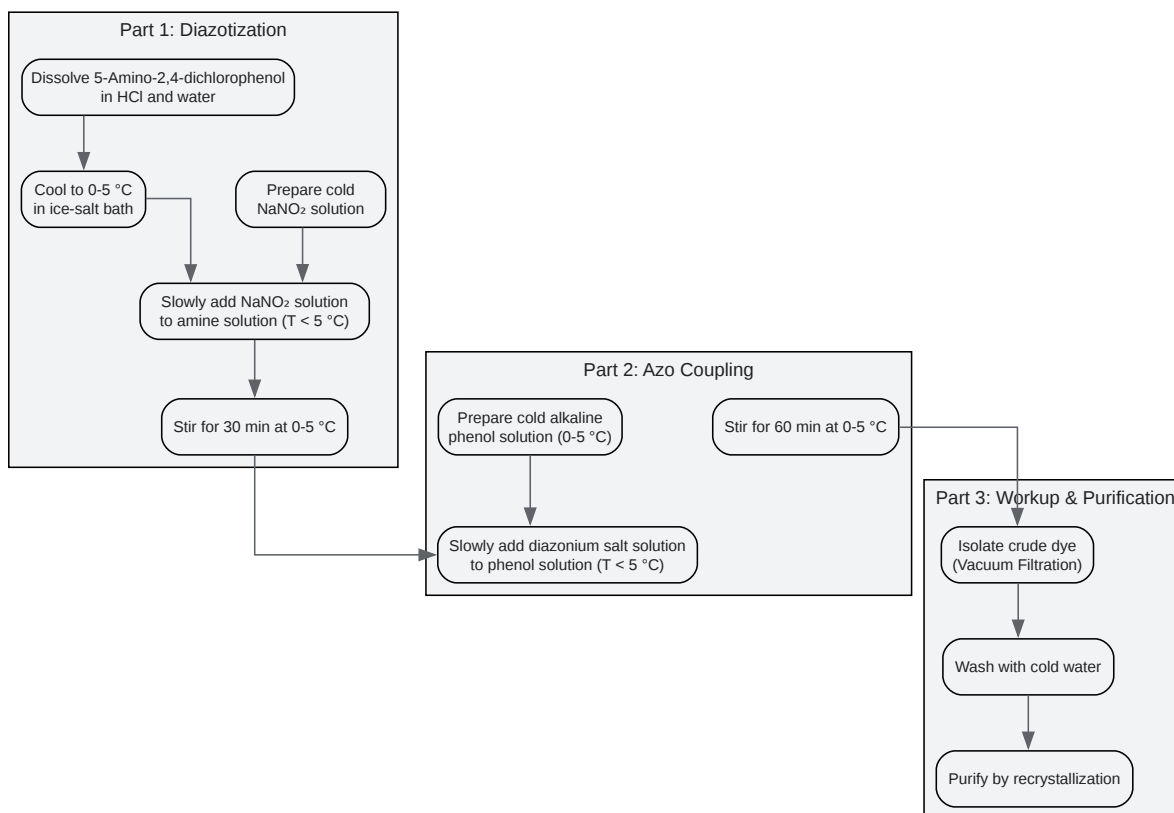 Part 1: Diazotization
Dissolve 5-Amino-2,4-dichlorophenol
in HCl and water
Cool to 0-5 °C
in ice-salt bath
Prepare cold
NaNO₂ solution
Slowly add NaNO₂ solution
to amine solution (T < 5 °C)
Stir for 30 min at 0-5 °C
Part 2: Azo Coupling
Prepare cold alkaline
phenol solution (0-5 °C)
Stir for 60 min at 0-5 °C
Slowly add diazonium salt solution
to phenol solution (T < 5 °C)
Part 3: Workup & Purification
Isolate crude dye
(Vacuum Filtration)
Wash with cold water
Purify by recrystallization